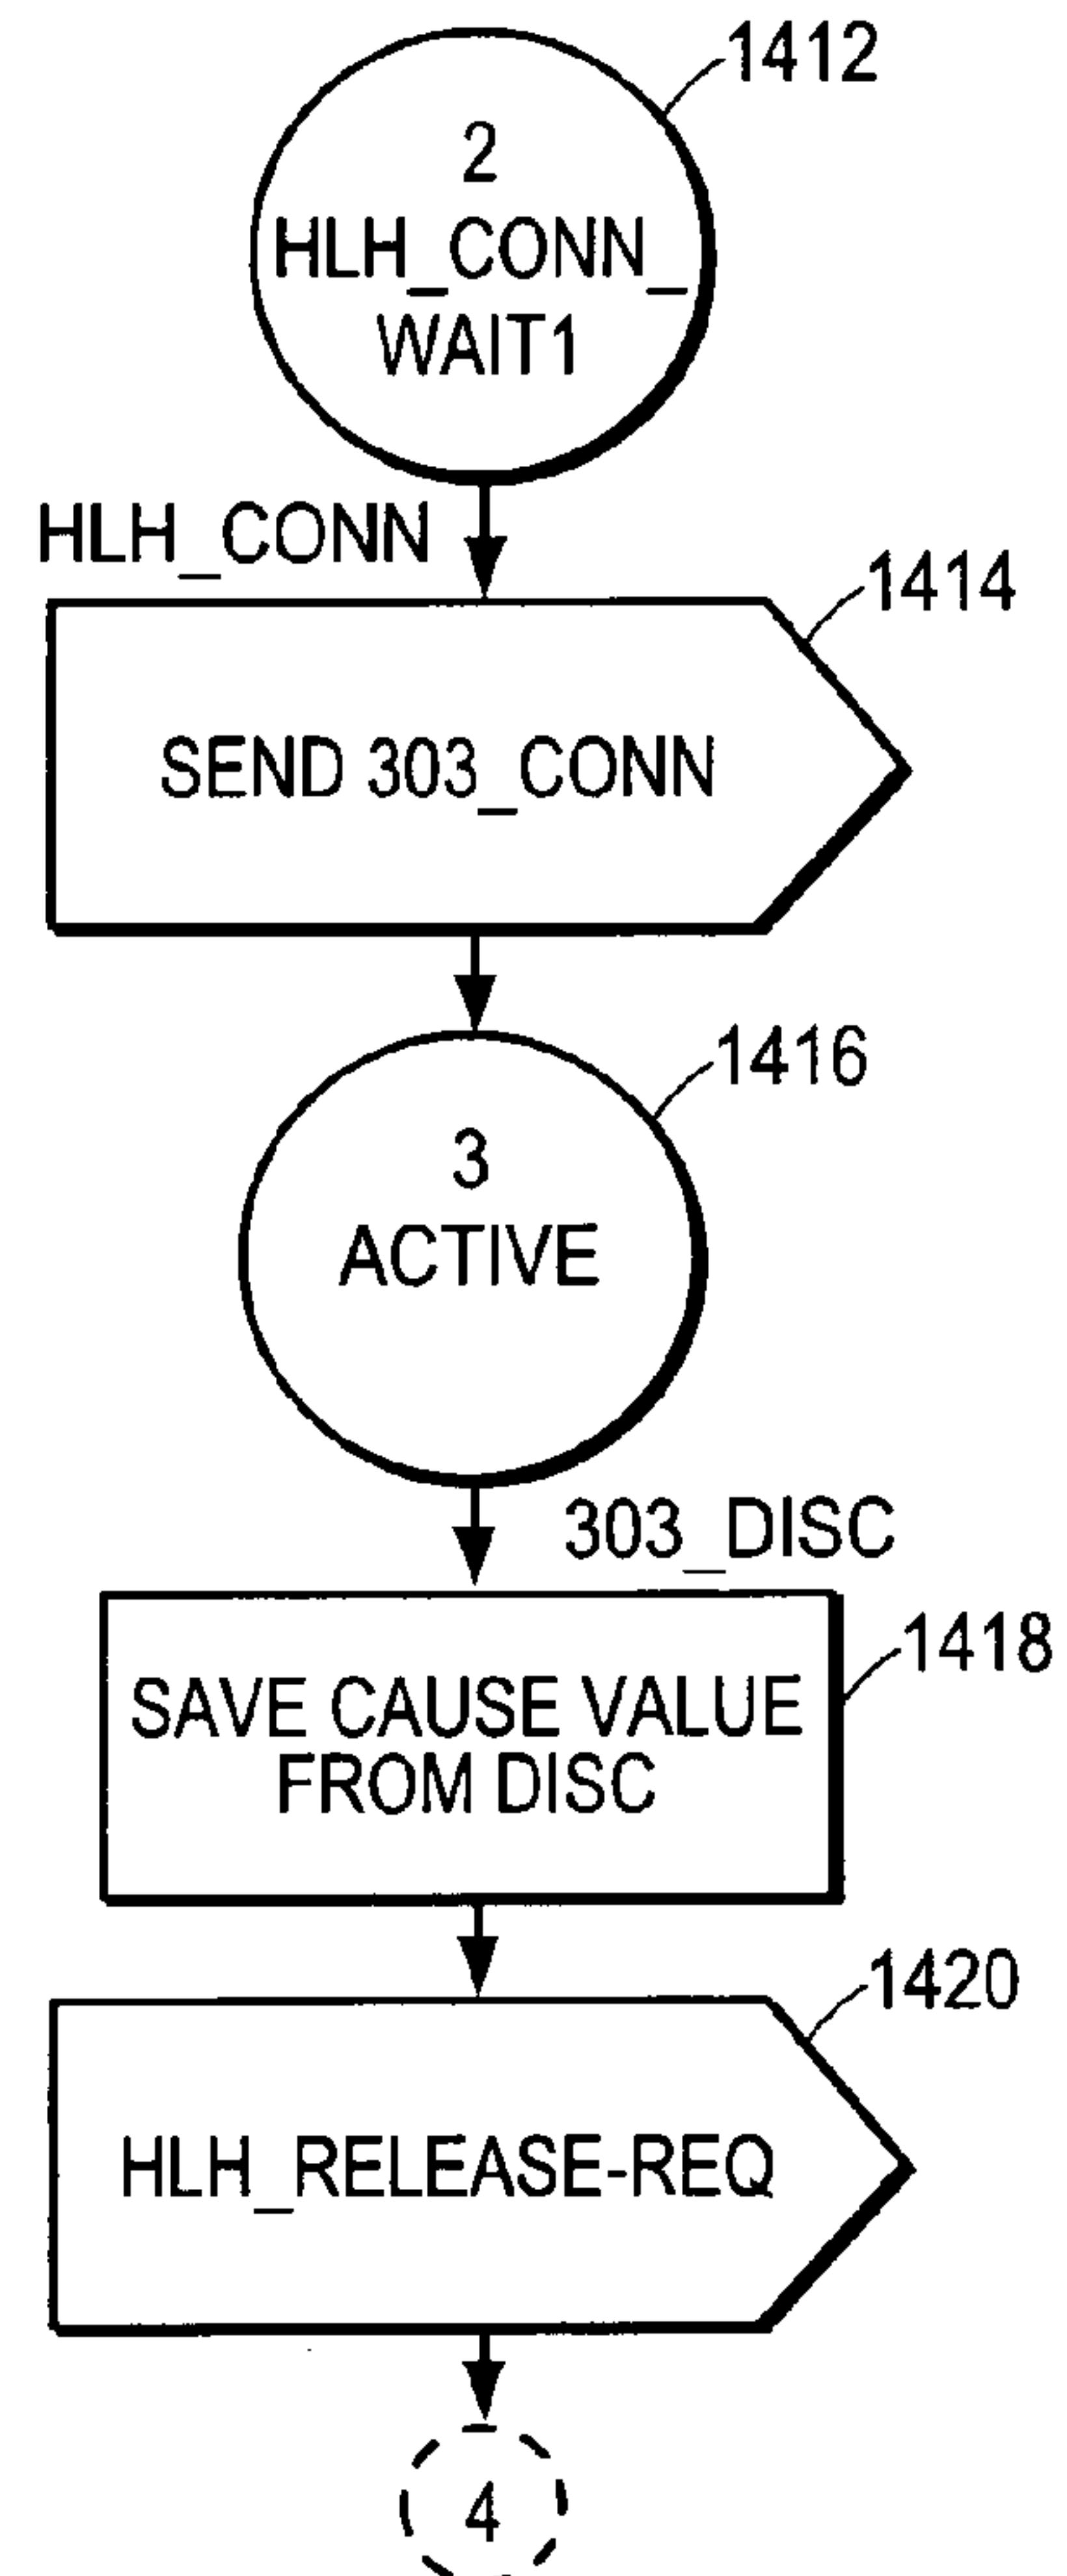 1412
2
HLH_CONN_
WAIT1
HLH_CONN
1414
SEND 303_CONN
1416
3
ACTIVE
303_DISC
1418
SAVE CAUSE VALUE
FROM DISC
1420
HLH_RELEASE-REQ
4